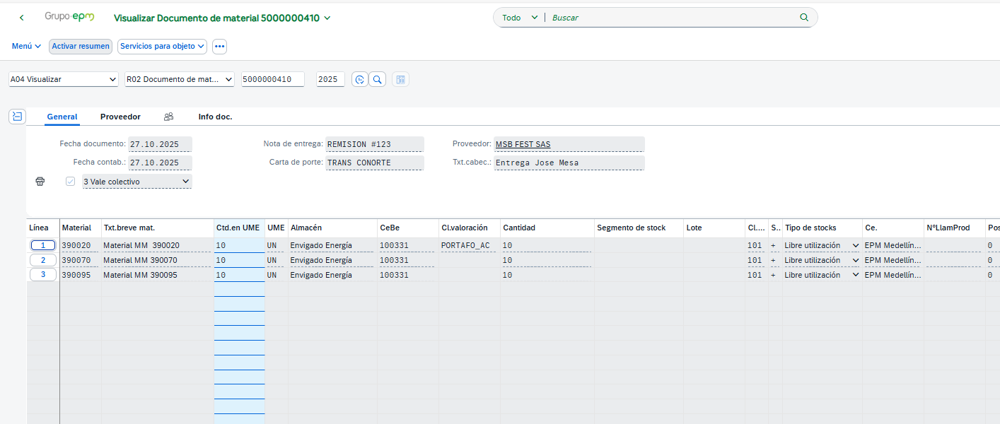 Grupo·epm Visualizar Documento de material 5000000410 Todo Buscar
Menú Activar resumen Servicios para objeto
A04 Visualizar R02 Documento de mat... 5000000410 2025
General Proveedor Info doc.
Fecha documento: 27.10.2025 Nota de entrega: REMISION #123 Proveedor: MSB FEST SAS
Fecha contab.: 27.10.2025 Carta de porte: TRANS CONORTE Txt.cabec.: Entrega Jose Mesa
3 Vale colectivo
Línea Material Txt.breve mat. Ctd.en UME UME Almacén CeBe Cl.valoración Cantidad Segmento de stock Lote Cl.... S.. Tipo de stocks Ce. NºLlamProd Pos
1 390020 Material MM 390020 10 UN Envigado Energía 100331 PORTAFO_AC 10 101 + Libre utilización EPM Medellín... 0
2 390070 Material MM 390070 10 UN Envigado Energía 100331 10 101 + Libre utilización EPM Medellín... 0
3 390095 Material MM 390095 10 UN Envigado Energía 100331 10 101 + Libre utilización EPM Medellín... 0